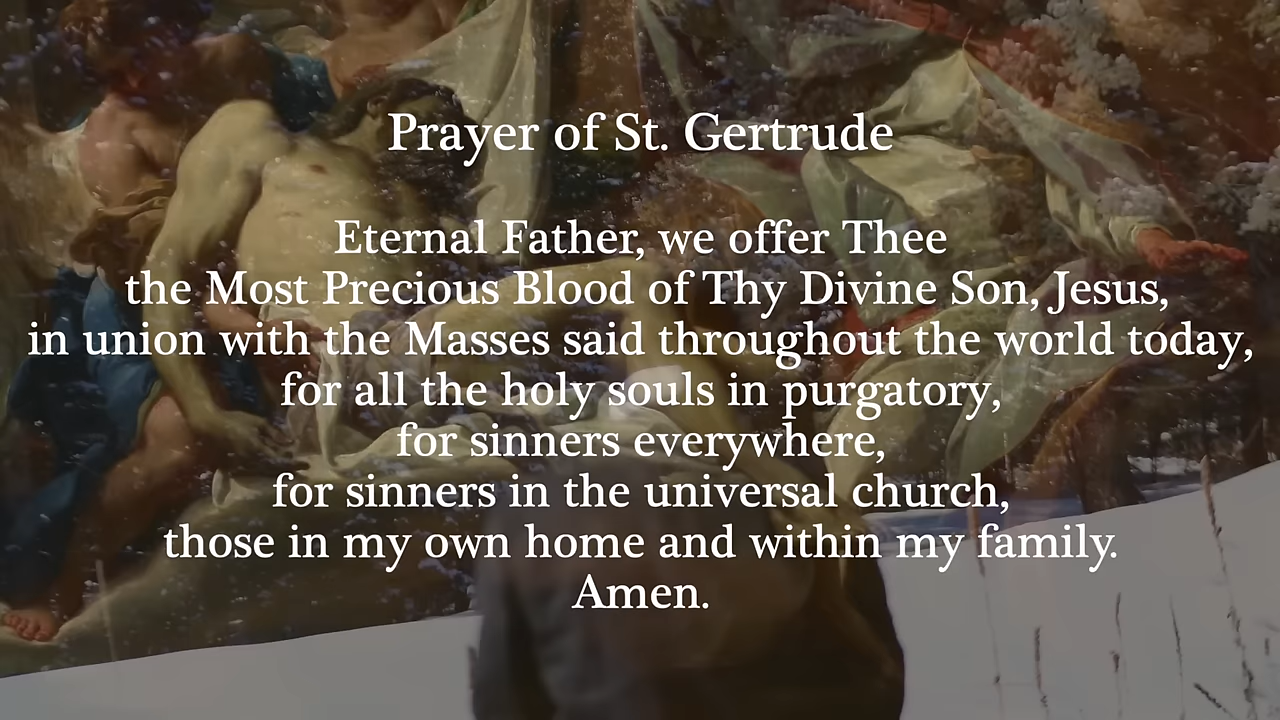 Prayer of St. Gertrude
Eternal Father, we offer Thee
the Most Precious Blood of Thy Divine Son, Jesus,
in union with the Masses said throughout the world today,
for all the holy souls in purgatory,
for sinners everywhere,
for sinners in the universal church,
those in my own home and within my family.
Amen.